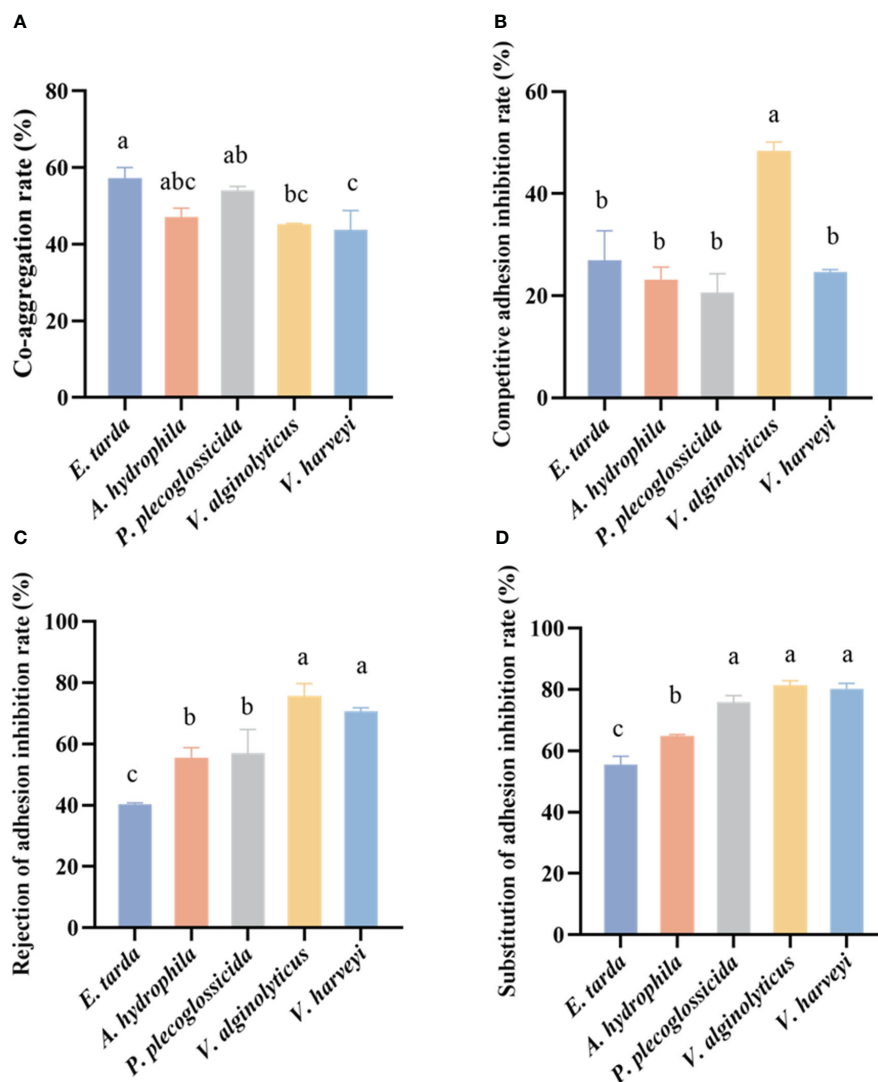 A
Co-aggregation rate (%)
80
60
40
20
0
a
abc
ab
bc
c
E. tarda
A. hydrophila
P. plecoglossicida
V. alginolyticus
V. harveyi
B
Competitive adhesion inhibition rate (%)
60
40
20
0
b
b
b
a
b
E. tarda
A. hydrophila
P. plecoglossicida
V. alginolyticus
V. harveyi
C
Rejection of adhesion inhibition rate (%)
100
80
60
40
20
0
c
b
b
a
a
E. tarda
A. hydrophila
P. plecoglossicida
V. alginolyticus
V. harveyi
D
Substitution of adhesion inhibition rate (%)
100
80
60
40
20
0
c
b
a
a
a
E. tarda
A. hydrophila
P. plecoglossicida
V. alginolyticus
V. harveyi